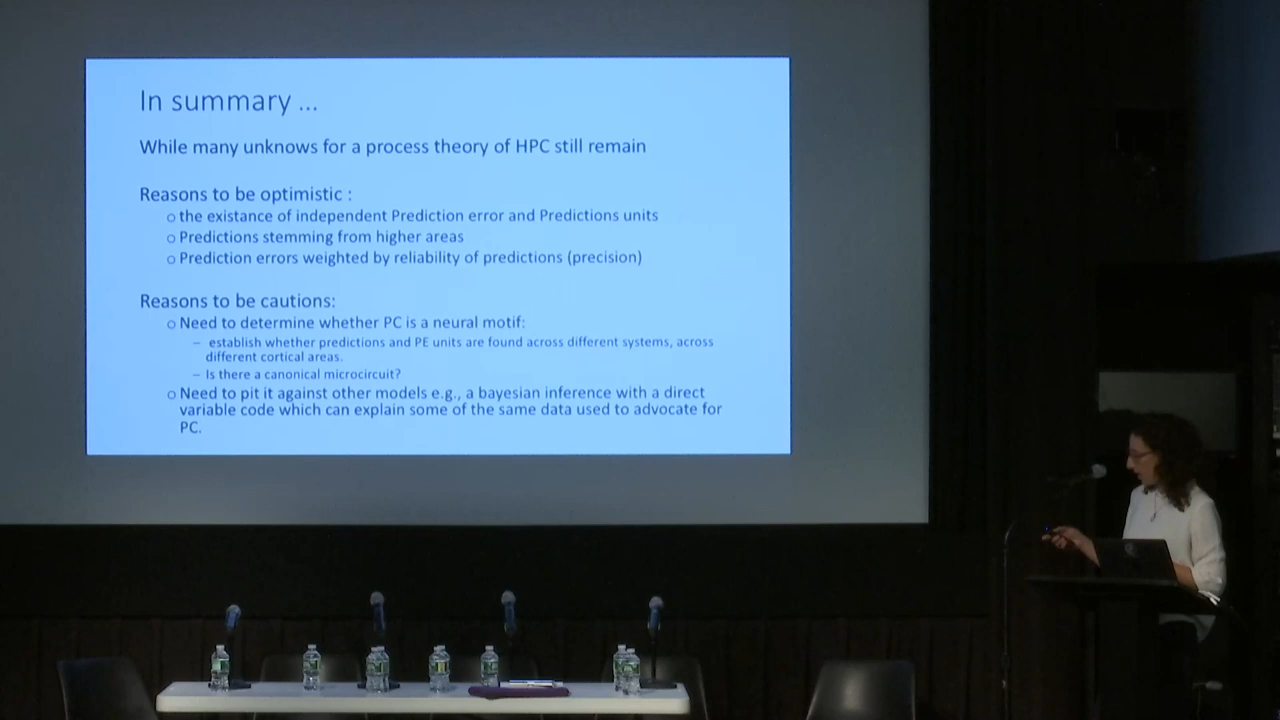 In summary ...
While many unknows for a process theory of HPC still remain
Reasons to be optimistic :
o the existance of independent Prediction error and Predictions units
o Predictions stemming from higher areas
o Prediction errors weighted by reliability of predictions (precision)
Reasons to be cautions:
o Need to determine whether PC is a neural motif:
– establish whether predictions and PE units are found across different systems, across
different cortical areas.
– Is there a canonical microcircuit?
o Need to pit it against other models e.g., a bayesian inference with a direct
variable code which can explain some of the same data used to advocate for
PC.